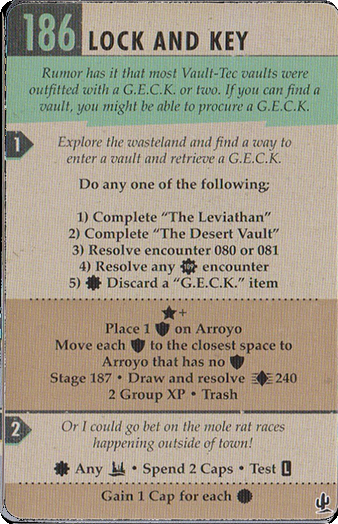 186 LOCK AND KEY
Rumor has it that most Vault-Tec vaults were
outfitted with a G.E.C.K. or two. If you can find a
vault, you might be able to procure a G.E.C.K.
1
Explore the wasteland and find a way to
enter a vault and retrieve a G.E.C.K.
Do any one of the following;
1) Complete “The Leviathan”
2) Complete “The Desert Vault”
3) Resolve encounter 080 or 081
4) Resolve any encounter
5) Discard a “G.E.C.K.” item
+
Place 1 on Arroyo
Move each to the closest space to
Arroyo that has no
Stage 187 • Draw and resolve 240
2 Group XP • Trash
2
Or I could go bet on the mole rat races
happening outside of town!
Any • Spend 2 Caps • Test L
Gain 1 Cap for each